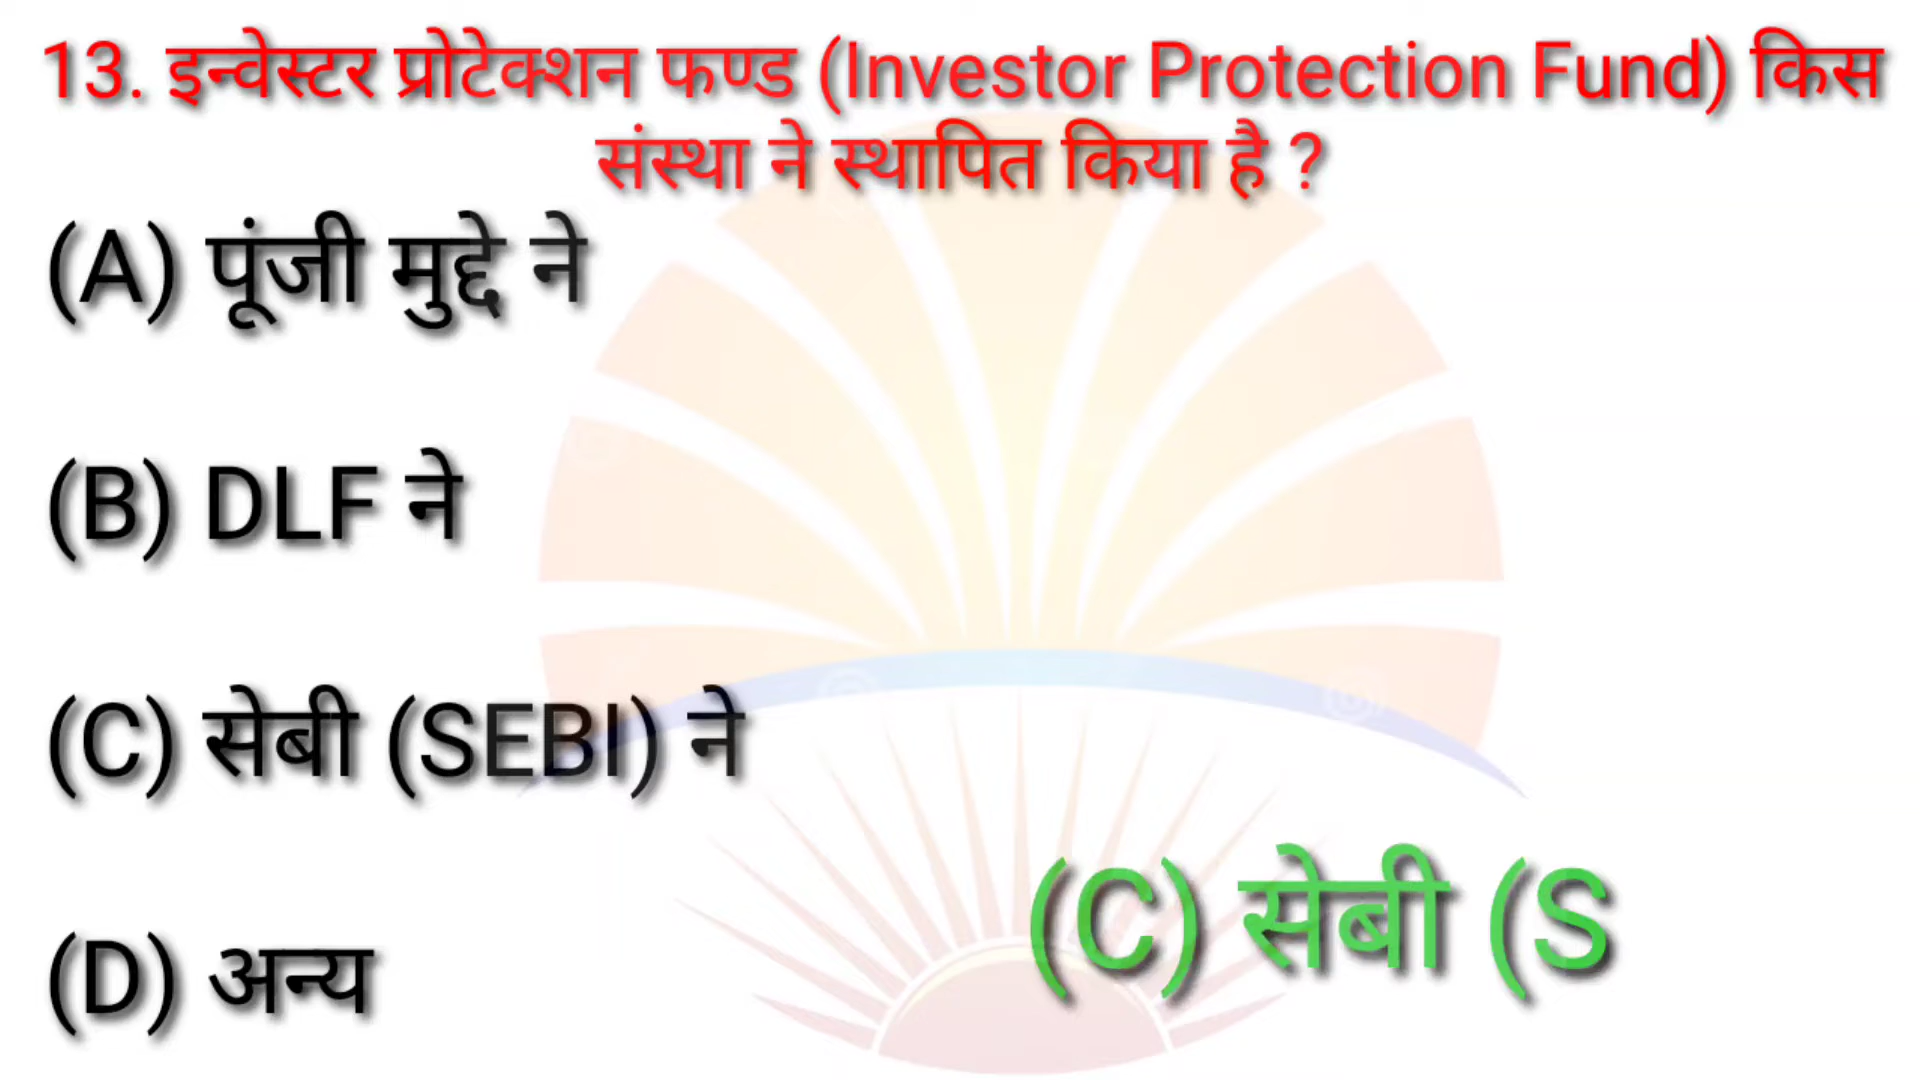 13. इन्वेस्टर प्रोटेक्शन फण्ड (Investor Protection Fund) किस
संस्था ने स्थापित किया है ?
(A) पूंजी मुद्दे ने
(B) DLF ने
(C) सेबी (SEBI) ने
(D) अन्य
(C) सेबी (S